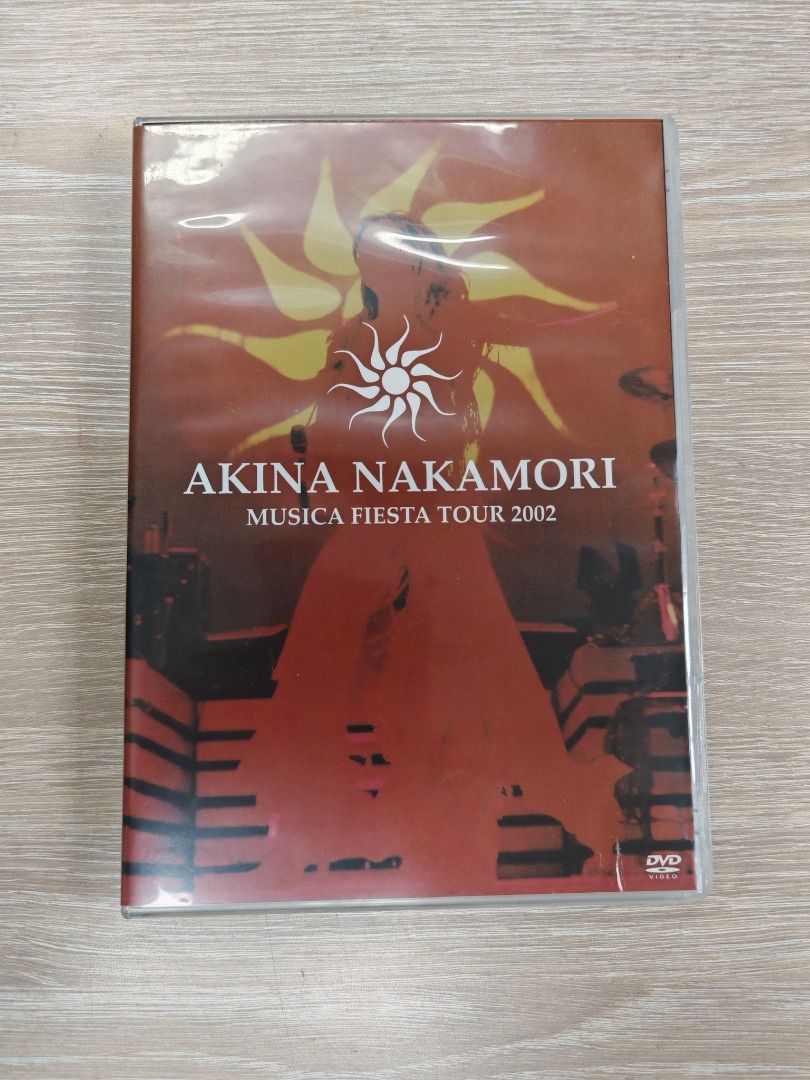 AKINA NAKAMORI
MUSICA FIESTA TOUR 2002
DVD
VIDEO